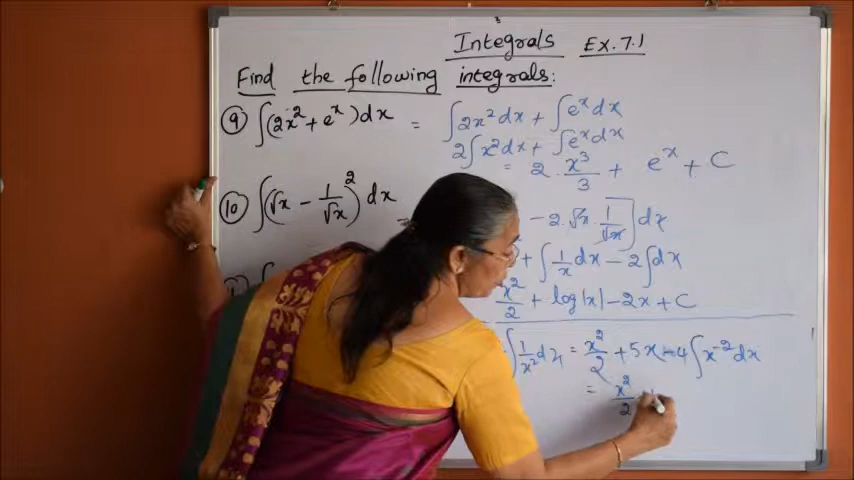 Integrals Ex. 7.1
Find the following integrals:
⑨ ∫(2x² + eˣ)dx = ∫2x² dx + ∫eˣ dx
2∫x² dx + ∫eˣ dx
= 2 · x³/3 + eˣ + C
⑩ ∫(√x − 1/√x)² dx =
− 2 · √x · 1/√x] dx
+ ∫1/x dx − 2∫dx
x²/2 + log|x| − 2x + C
∫1/x² dx = x²/2 + 5x − 4∫x⁻² dx
= x²/2